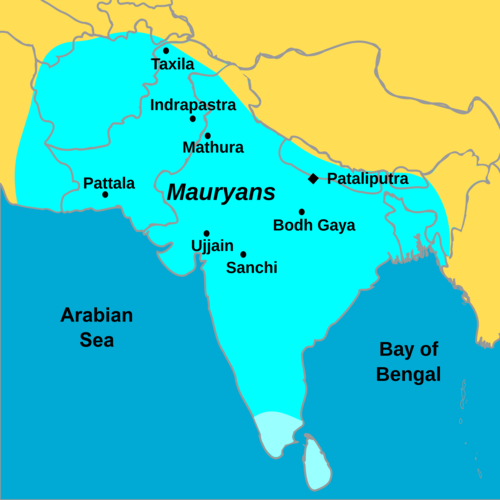 Taxila
Indrapastra
Mathura
Pataliputra
Pattala
Mauryans
Bodh Gaya
Ujjain
Sanchi
Arabian
Sea
Bay of
Bengal